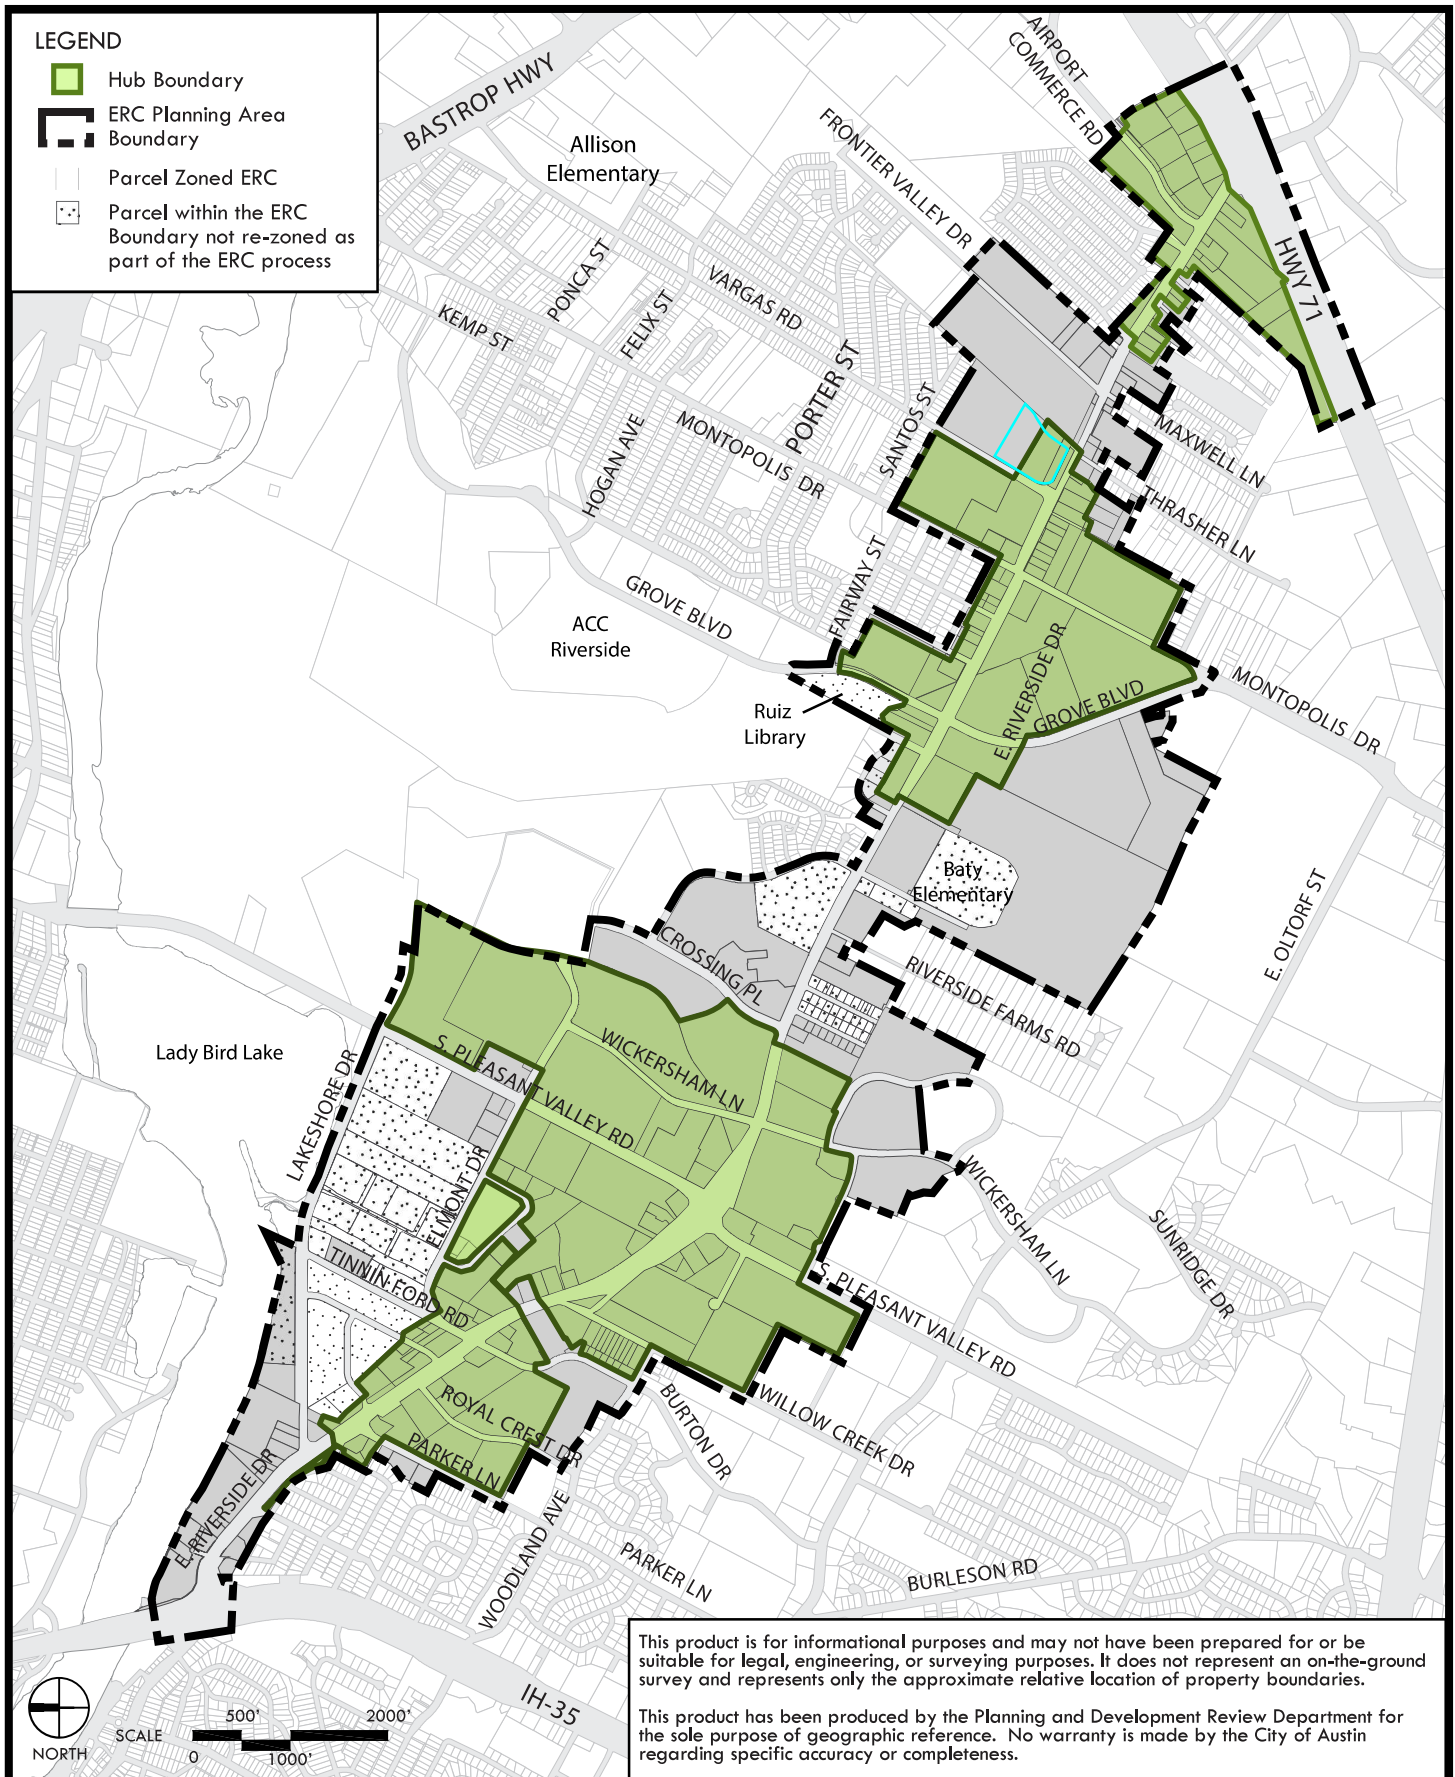 LEGEND
Hub Boundary
ERC Planning Area
Boundary
Parcel Zoned ERC
Parcel within the ERC
Boundary not re-zoned as
part of the ERC process
BASTROP HWY
AIRPORT
COMMERCE RD
Allison
Elementary
FRONTIER VALLEY DR
HWY 71
PONCA ST
VARGAS RD
FELIX ST
KEMP ST
PORTER ST
SANTOS ST
HOGAN AVE
MONTOPOLIS DR
MAXWELL LN
THRASHER LN
FAIRWAY ST
GROVE BLVD
ACC
Riverside
E. RIVERSIDE DR
GROVE BLVD
MONTOPOLIS DR
Ruiz
Library
Baty
Elementary
E. OLTORF ST
CROSSING PL
RIVERSIDE FARMS RD
Lady Bird Lake
LAKESHORE DR
S. PLEASANT VALLEY RD
WICKERSHAM LN
ELMONT DR
WICKERSHAM LN
SUNRIDGE DR
TINNIN FORD RD
S. PLEASANT VALLEY RD
ROYAL CREST DR
PARKER LN
BURTON DR
WILLOW CREEK DR
E. RIVERSIDE DR
WOODLAND AVE
PARKER LN
BURLESON RD
IH-35
NORTH
SCALE
500'
2000'
0
1000'
This product is for informational purposes and may not have been prepared for or be
suitable for legal, engineering, or surveying purposes. It does not represent an on-the-ground
survey and represents only the approximate relative location of property boundaries.
This product has been produced by the Planning and Development Review Department for
the sole purpose of geographic reference. No warranty is made by the City of Austin
regarding specific accuracy or completeness.